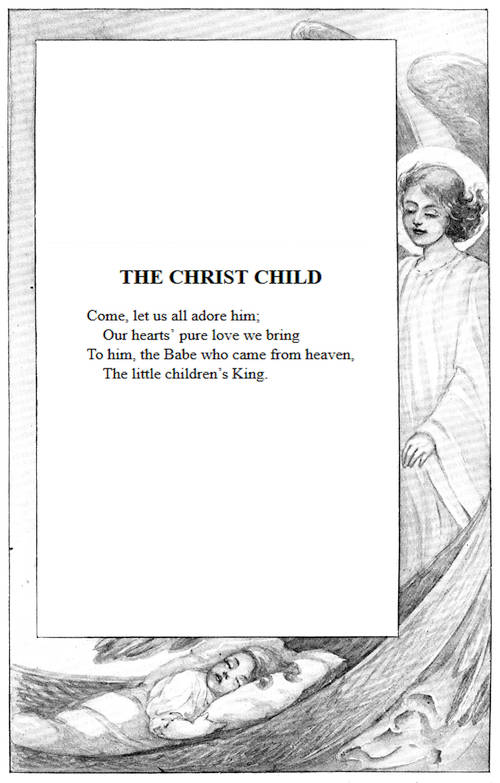 THE CHRIST CHILD
Come, let us all adore him;
Our hearts’ pure love we bring
To him, the Babe who came from heaven,
The little children’s King.